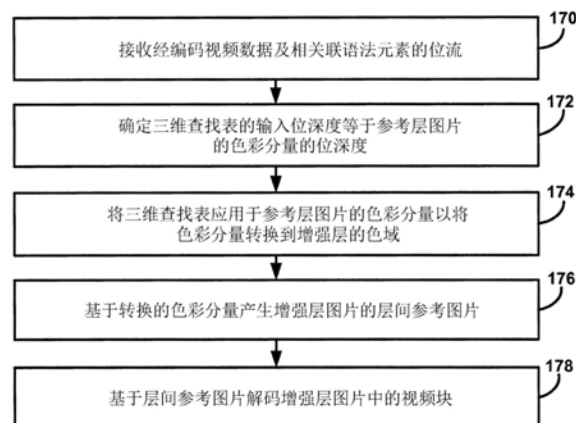 170
接收经编码视频数据及相关联语法元素的位流
172
确定三维查找表的输入位深度等于参考层图片
的色彩分量的位深度
174
将三维查找表应用于参考层图片的色彩分量以将
色彩分量转换到增强层的色域
176
基于转换的色彩分量产生增强层图片的层间参考图片
178
基于层间参考图片解码增强层图片中的视频块